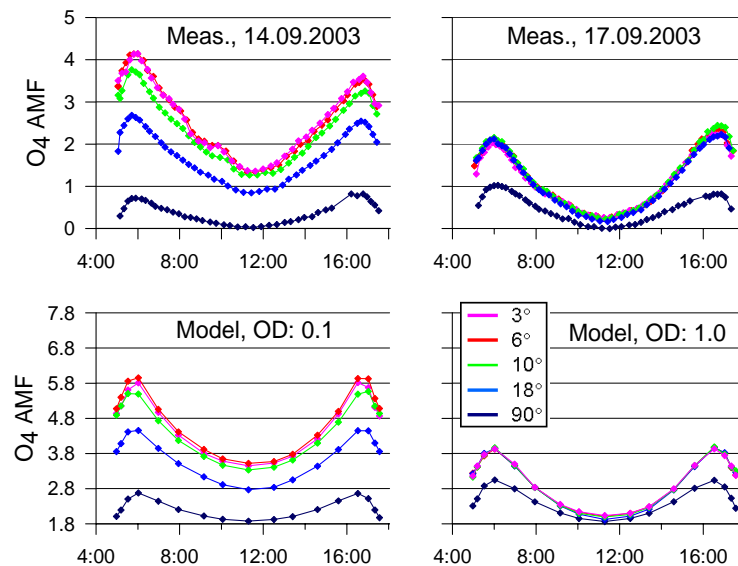 Meas., 14.09.2003
O4 AMF
5
4
3
2
1
0
4:00 8:00 12:00 16:00
Meas., 17.09.2003
4:00 8:00 12:00 16:00
Model, OD: 0.1
O4 AMF
7.8
6.8
5.8
4.8
3.8
2.8
1.8
4:00 8:00 12:00 16:00
Model, OD: 1.0
3°
6°
10°
18°
90°
4:00 8:00 12:00 16:00